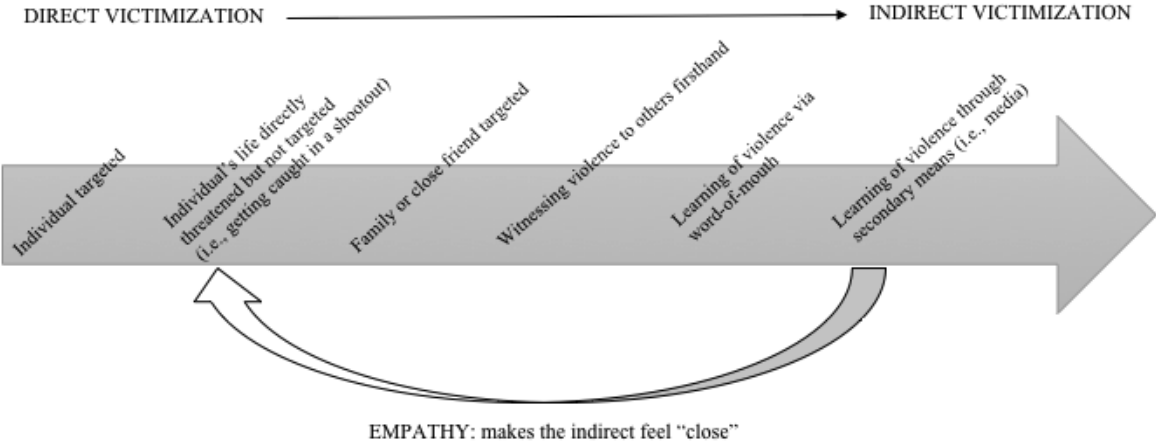 DIRECT VICTIMIZATION
INDIRECT VICTIMIZATION
Individual targeted
Individual's life directly
threatened but not targeted
(i.e., getting caught in a shootout)
Family or close friend targeted
Witnessing violence to others firsthand
Learning of violence via
word-of-mouth
Learning of violence through
secondary means (i.e., media)
EMPATHY: makes the indirect feel “close”